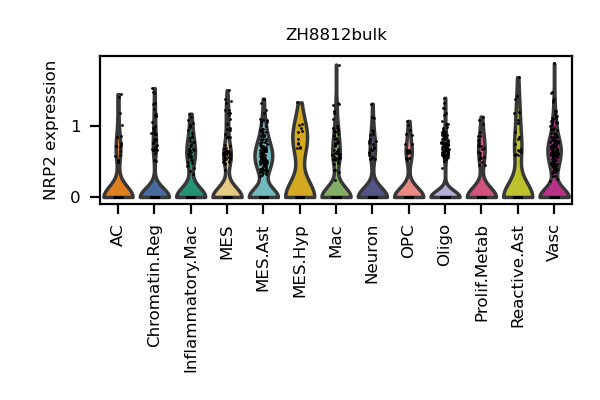 ZH8812bulk
NRP2 expression
1
0
AC
Chromatin.Reg
Inflammatory.Mac
MES
MES.Ast
MES.Hyp
Mac
Neuron
OPC
Oligo
Prolif.Metab
Reactive.Ast
Vasc